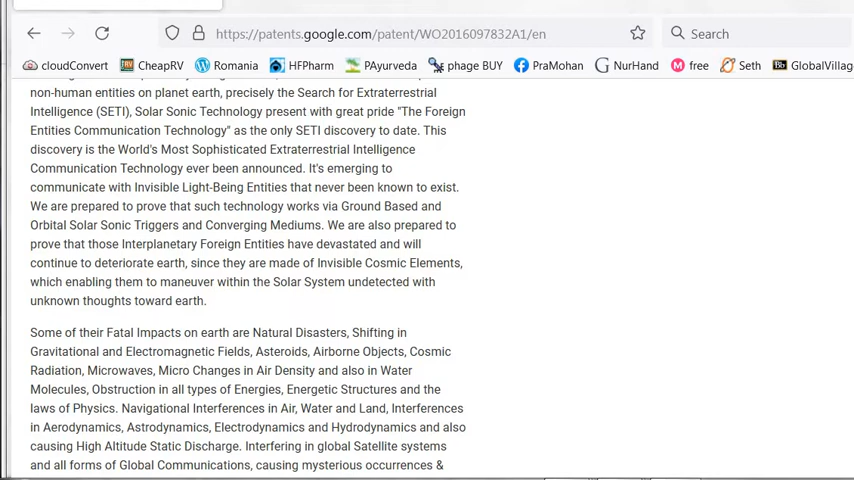 https://patents.google.com/patent/WO2016097832A1/en
Search
cloudConvert CheapRV Romania HFPharm PAyurveda phage BUY PraMohan NurHand free Seth GlobalVillag
non-human entities on planet earth, precisely the Search for Extraterrestrial
Intelligence (SETI), Solar Sonic Technology present with great pride "The Foreign
Entities Communication Technology" as the only SETI discovery to date. This
discovery is the World's Most Sophisticated Extraterrestrial Intelligence
Communication Technology ever been announced. It's emerging to
communicate with Invisible Light-Being Entities that never been known to exist.
We are prepared to prove that such technology works via Ground Based and
Orbital Solar Sonic Triggers and Converging Mediums. We are also prepared to
prove that those Interplanetary Foreign Entities have devastated and will
continue to deteriorate earth, since they are made of Invisible Cosmic Elements,
which enabling them to maneuver within the Solar System undetected with
unknown thoughts toward earth.
Some of their Fatal Impacts on earth are Natural Disasters, Shifting in
Gravitational and Electromagnetic Fields, Asteroids, Airborne Objects, Cosmic
Radiation, Microwaves, Micro Changes in Air Density and also in Water
Molecules, Obstruction in all types of Energies, Energetic Structures and the
laws of Physics. Navigational Interferences in Air, Water and Land, Interferences
in Aerodynamics, Astrodynamics, Electrodynamics and Hydrodynamics and also
causing High Altitude Static Discharge. Interfering in global Satellite systems
and all forms of Global Communications, causing mysterious occurrences &